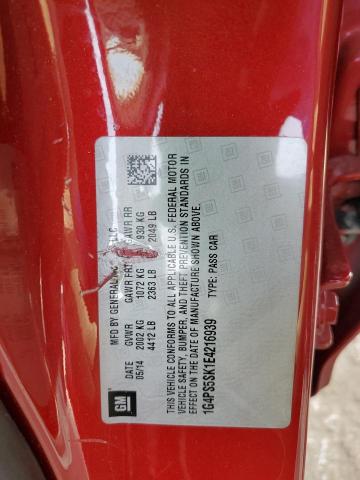 GM
MFD BY GENERAL LLC
DATE GVWR GAWR FRT GAWR RR
05/14 2002 KG 1072 KG 930 KG
4412 LB 2363 LB 2049 LB
THIS VEHICLE CONFORMS TO ALL APPLICABLE U.S. FEDERAL MOTOR
VEHICLE SAFETY, BUMPER, AND THEFT PREVENTION STANDARDS IN
EFFECT ON THE DATE OF MANUFACTURE SHOWN ABOVE.
1G4PS5SK1E4216939 TYPE: PASS CAR